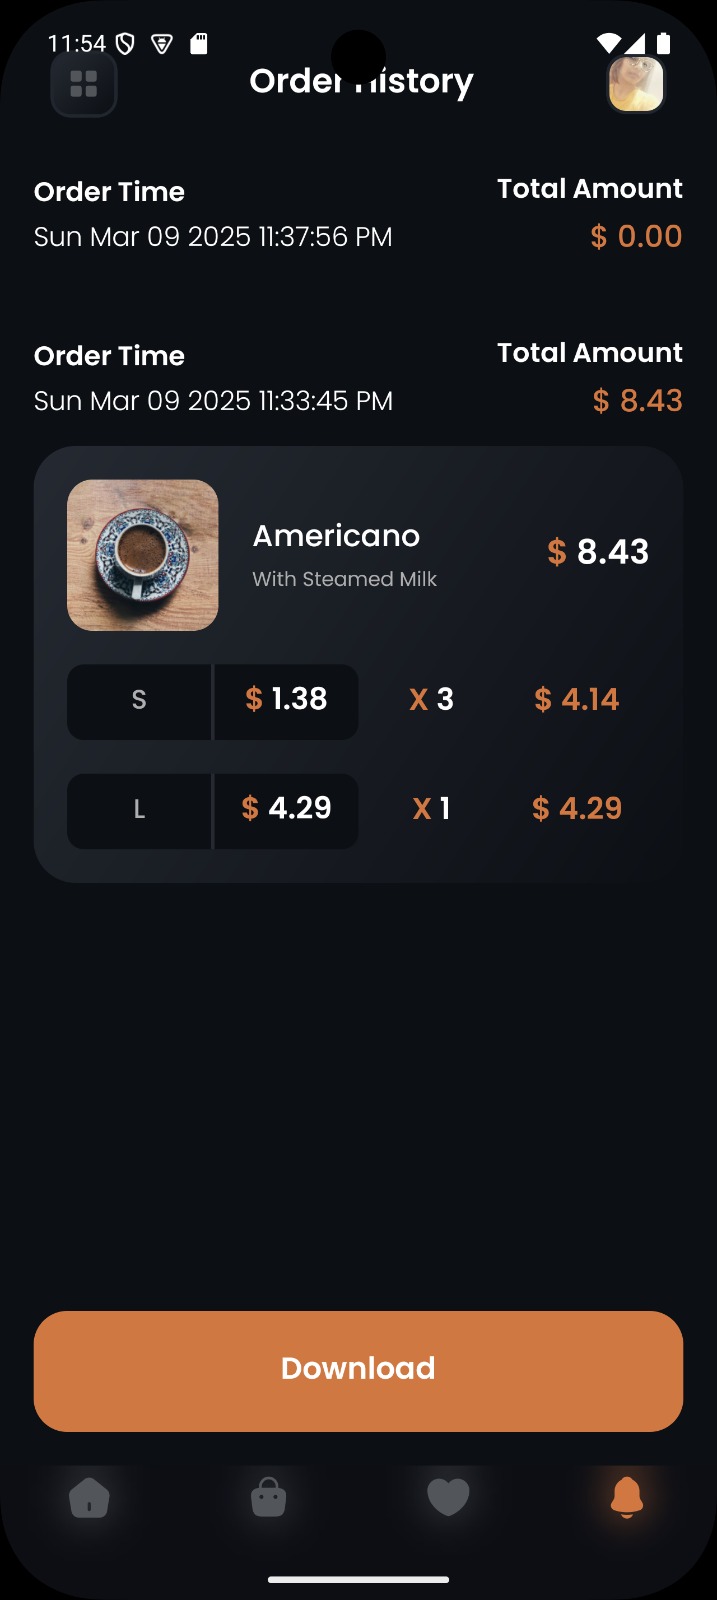 11:54
Order History
Order Time
Total Amount
Sun Mar 09 2025 11:37:56 PM
$ 0.00
Order Time
Total Amount
Sun Mar 09 2025 11:33:45 PM
$ 8.43
Americano
With Steamed Milk
$ 8.43
S $ 1.38 X 3 $ 4.14
L $ 4.29 X 1 $ 4.29
Download